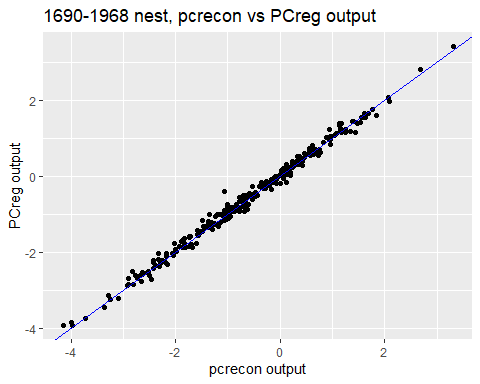 1690-1968 nest, pcrecon vs PCreg output
PCreg output
2
0
-2
-4
-4 -2 0 2
pcrecon output